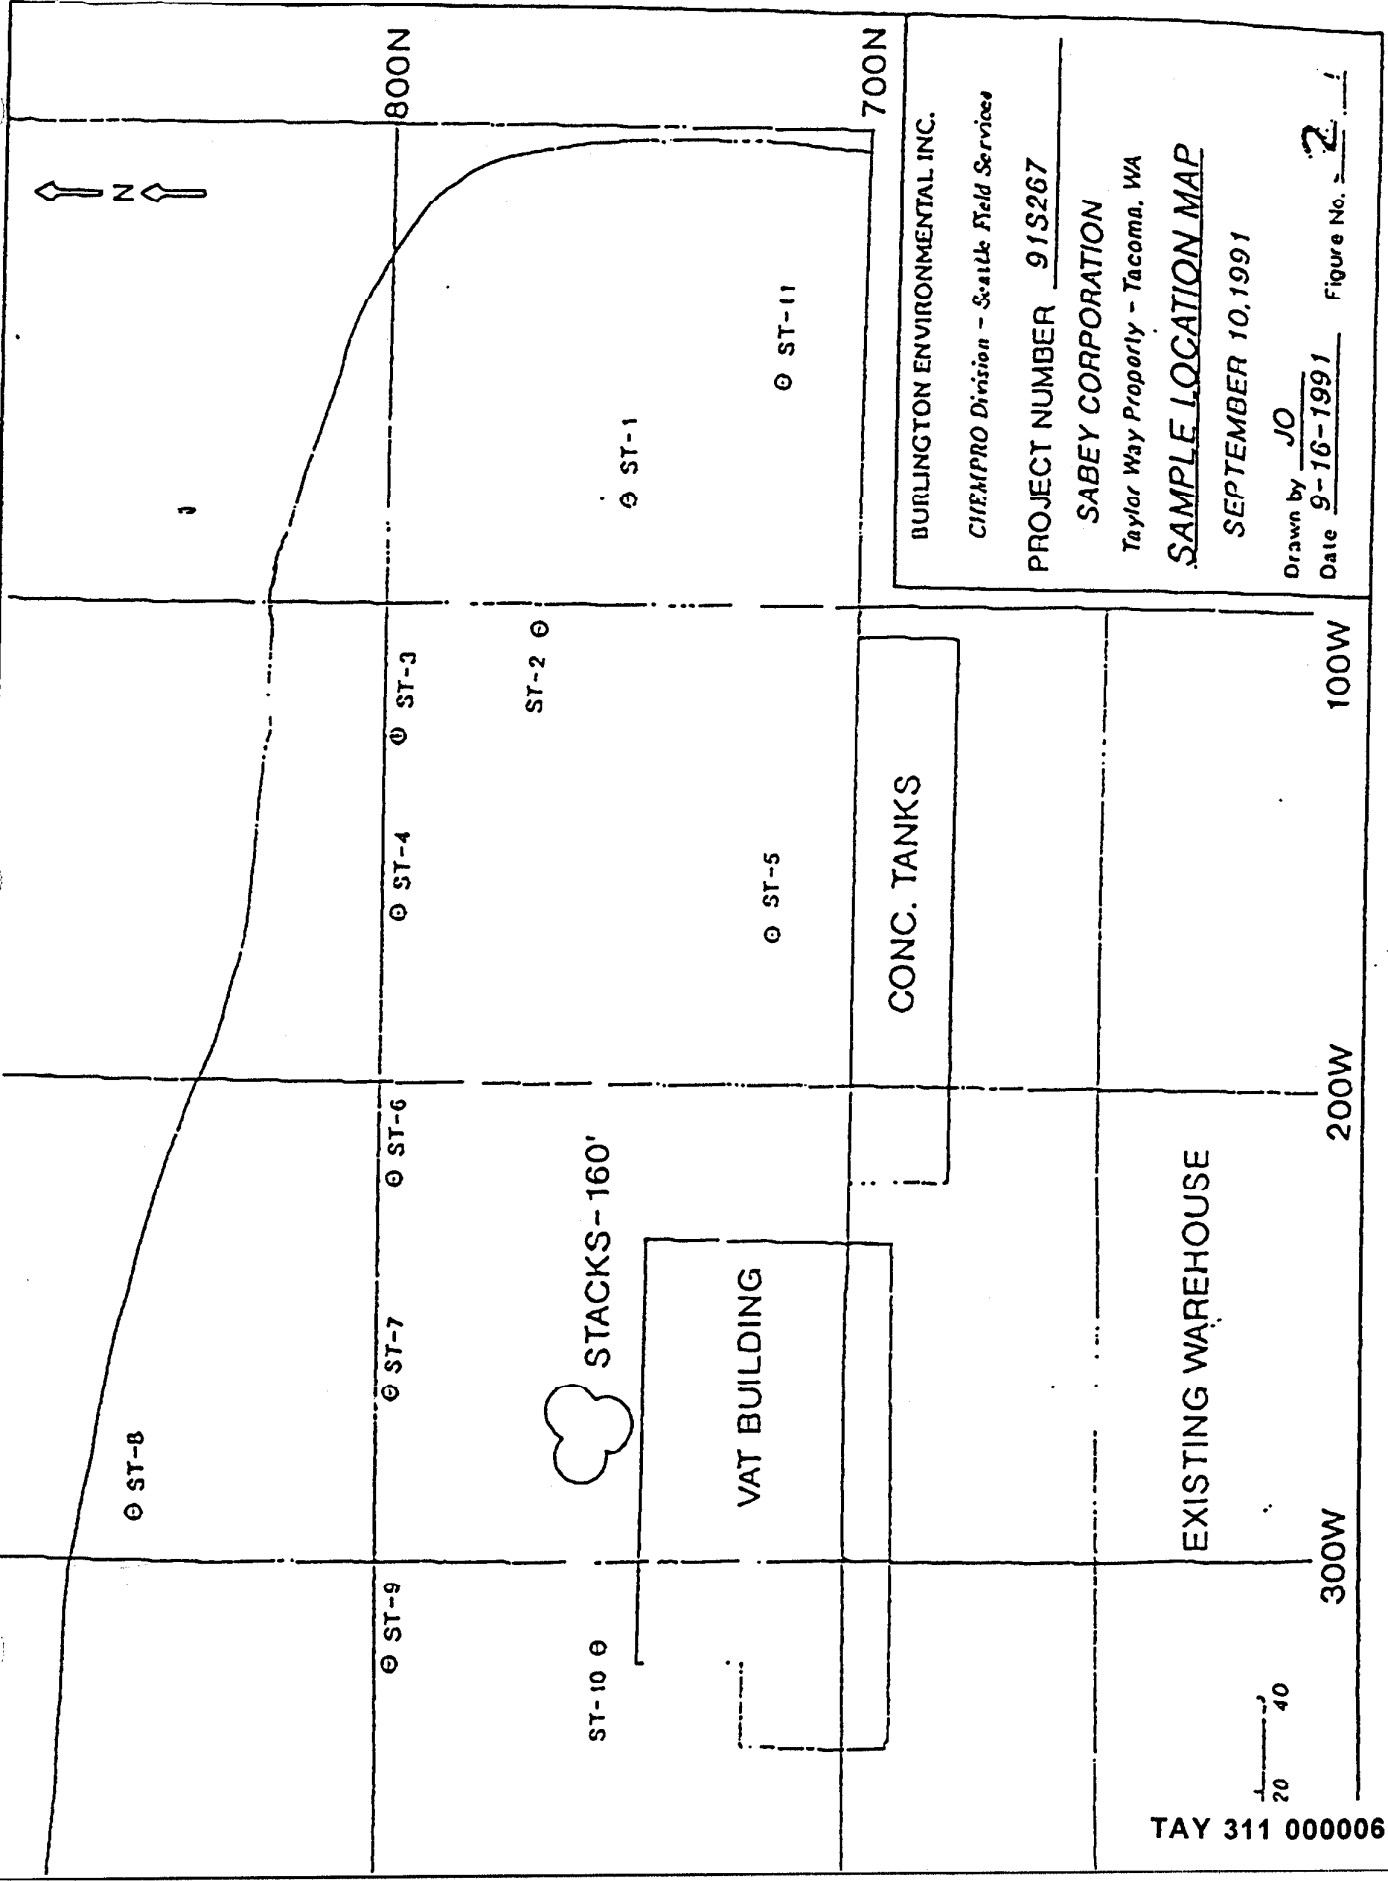 N
800N
700N
ST-8
ST-9
ST-7
ST-6
ST-4
ST-3
ST-10
STACKS-160'
ST-2
ST-1
ST-5
ST-11
VAT BUILDING
CONC. TANKS
EXISTING WAREHOUSE
20 40
300W
200W
100W
BURLINGTON ENVIRONMENTAL INC.
CHEMPRO Division - Seattle Field Services
PROJECT NUMBER 91S267
SABEY CORPORATION
Taylor Way Property - Tacoma, WA
SAMPLE LOCATION MAP
SEPTEMBER 10,1991
Drawn by JO
Date 9-16-1991 Figure No. 2
TAY 311 000006